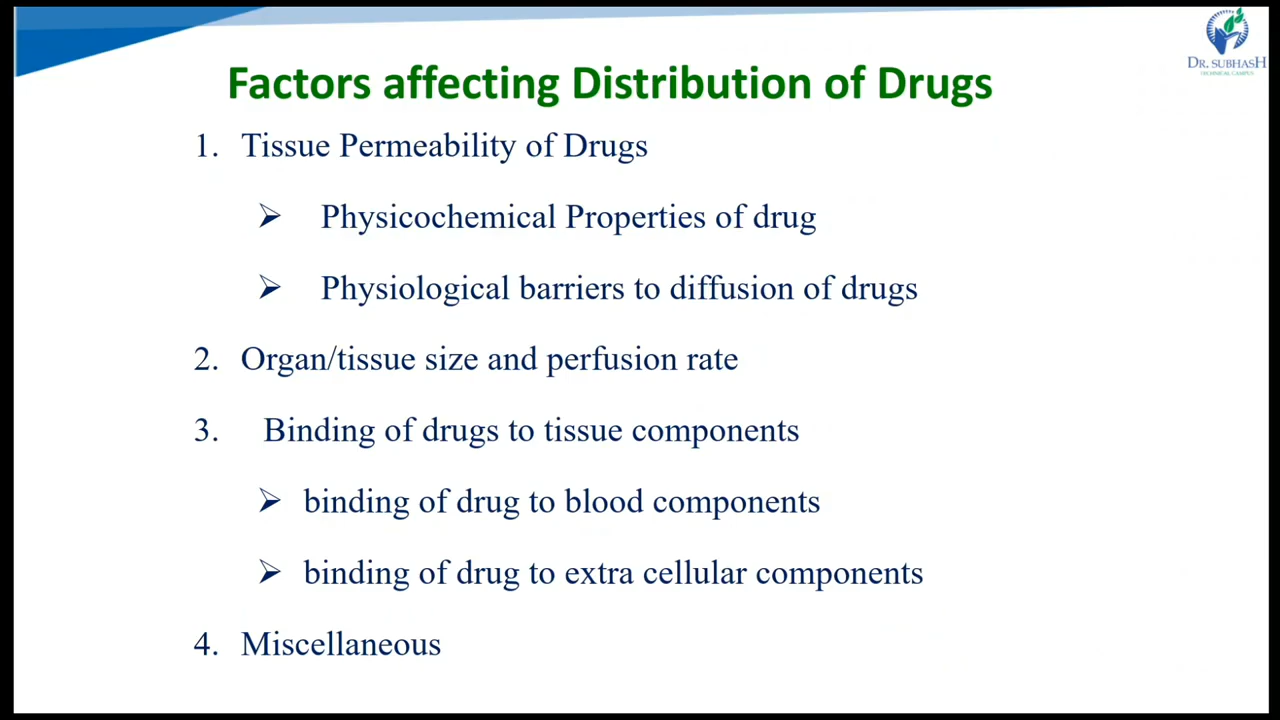 DR. SUBHASH
TECHNICAL CAMPUS
Factors affecting Distribution of Drugs
1. Tissue Permeability of Drugs
➢ Physicochemical Properties of drug
➢ Physiological barriers to diffusion of drugs
2. Organ/tissue size and perfusion rate
3. Binding of drugs to tissue components
➢ binding of drug to blood components
➢ binding of drug to extra cellular components
4. Miscellaneous